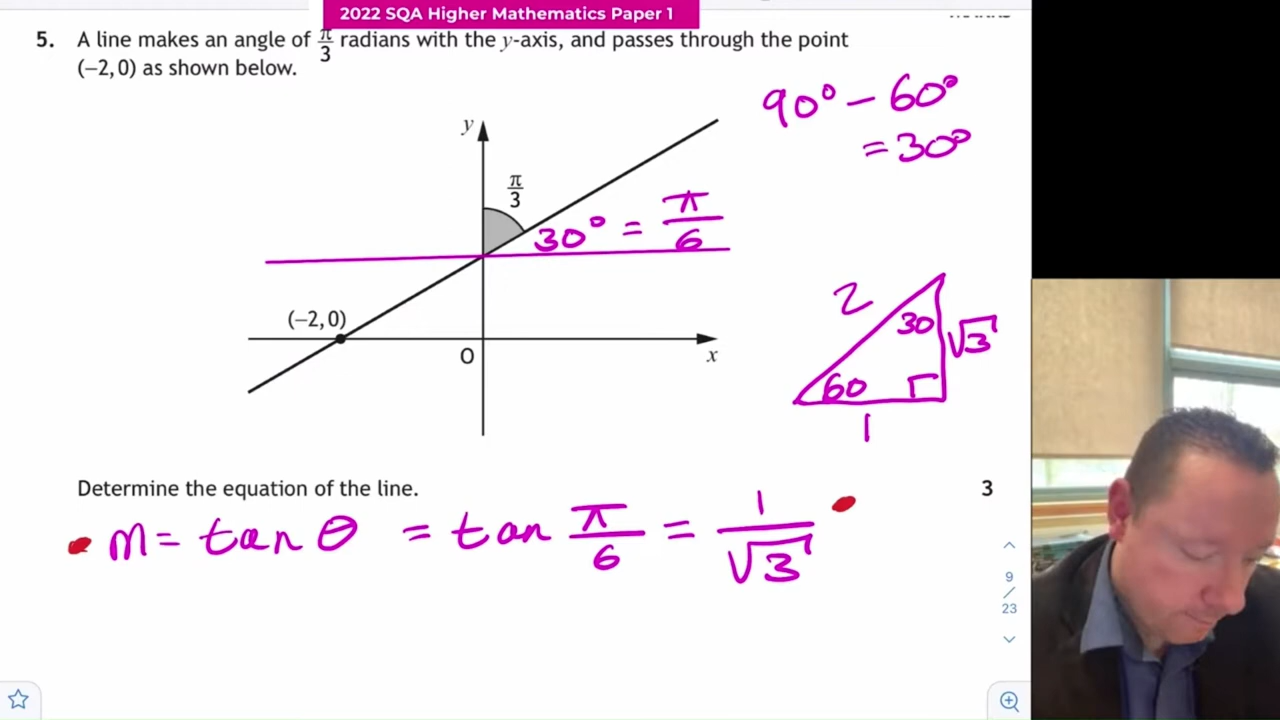 2022 SQA Higher Mathematics Paper 1
5. A line makes an angle of π/3 radians with the y-axis, and passes through the point
(−2, 0) as shown below.
90° − 60°
= 30°
y
π/3
30° = π/6
(−2, 0)
O
x
2
30
√3
60
1
Determine the equation of the line.
3
m = tan θ = tan π/6 = 1/√3
9
/
23